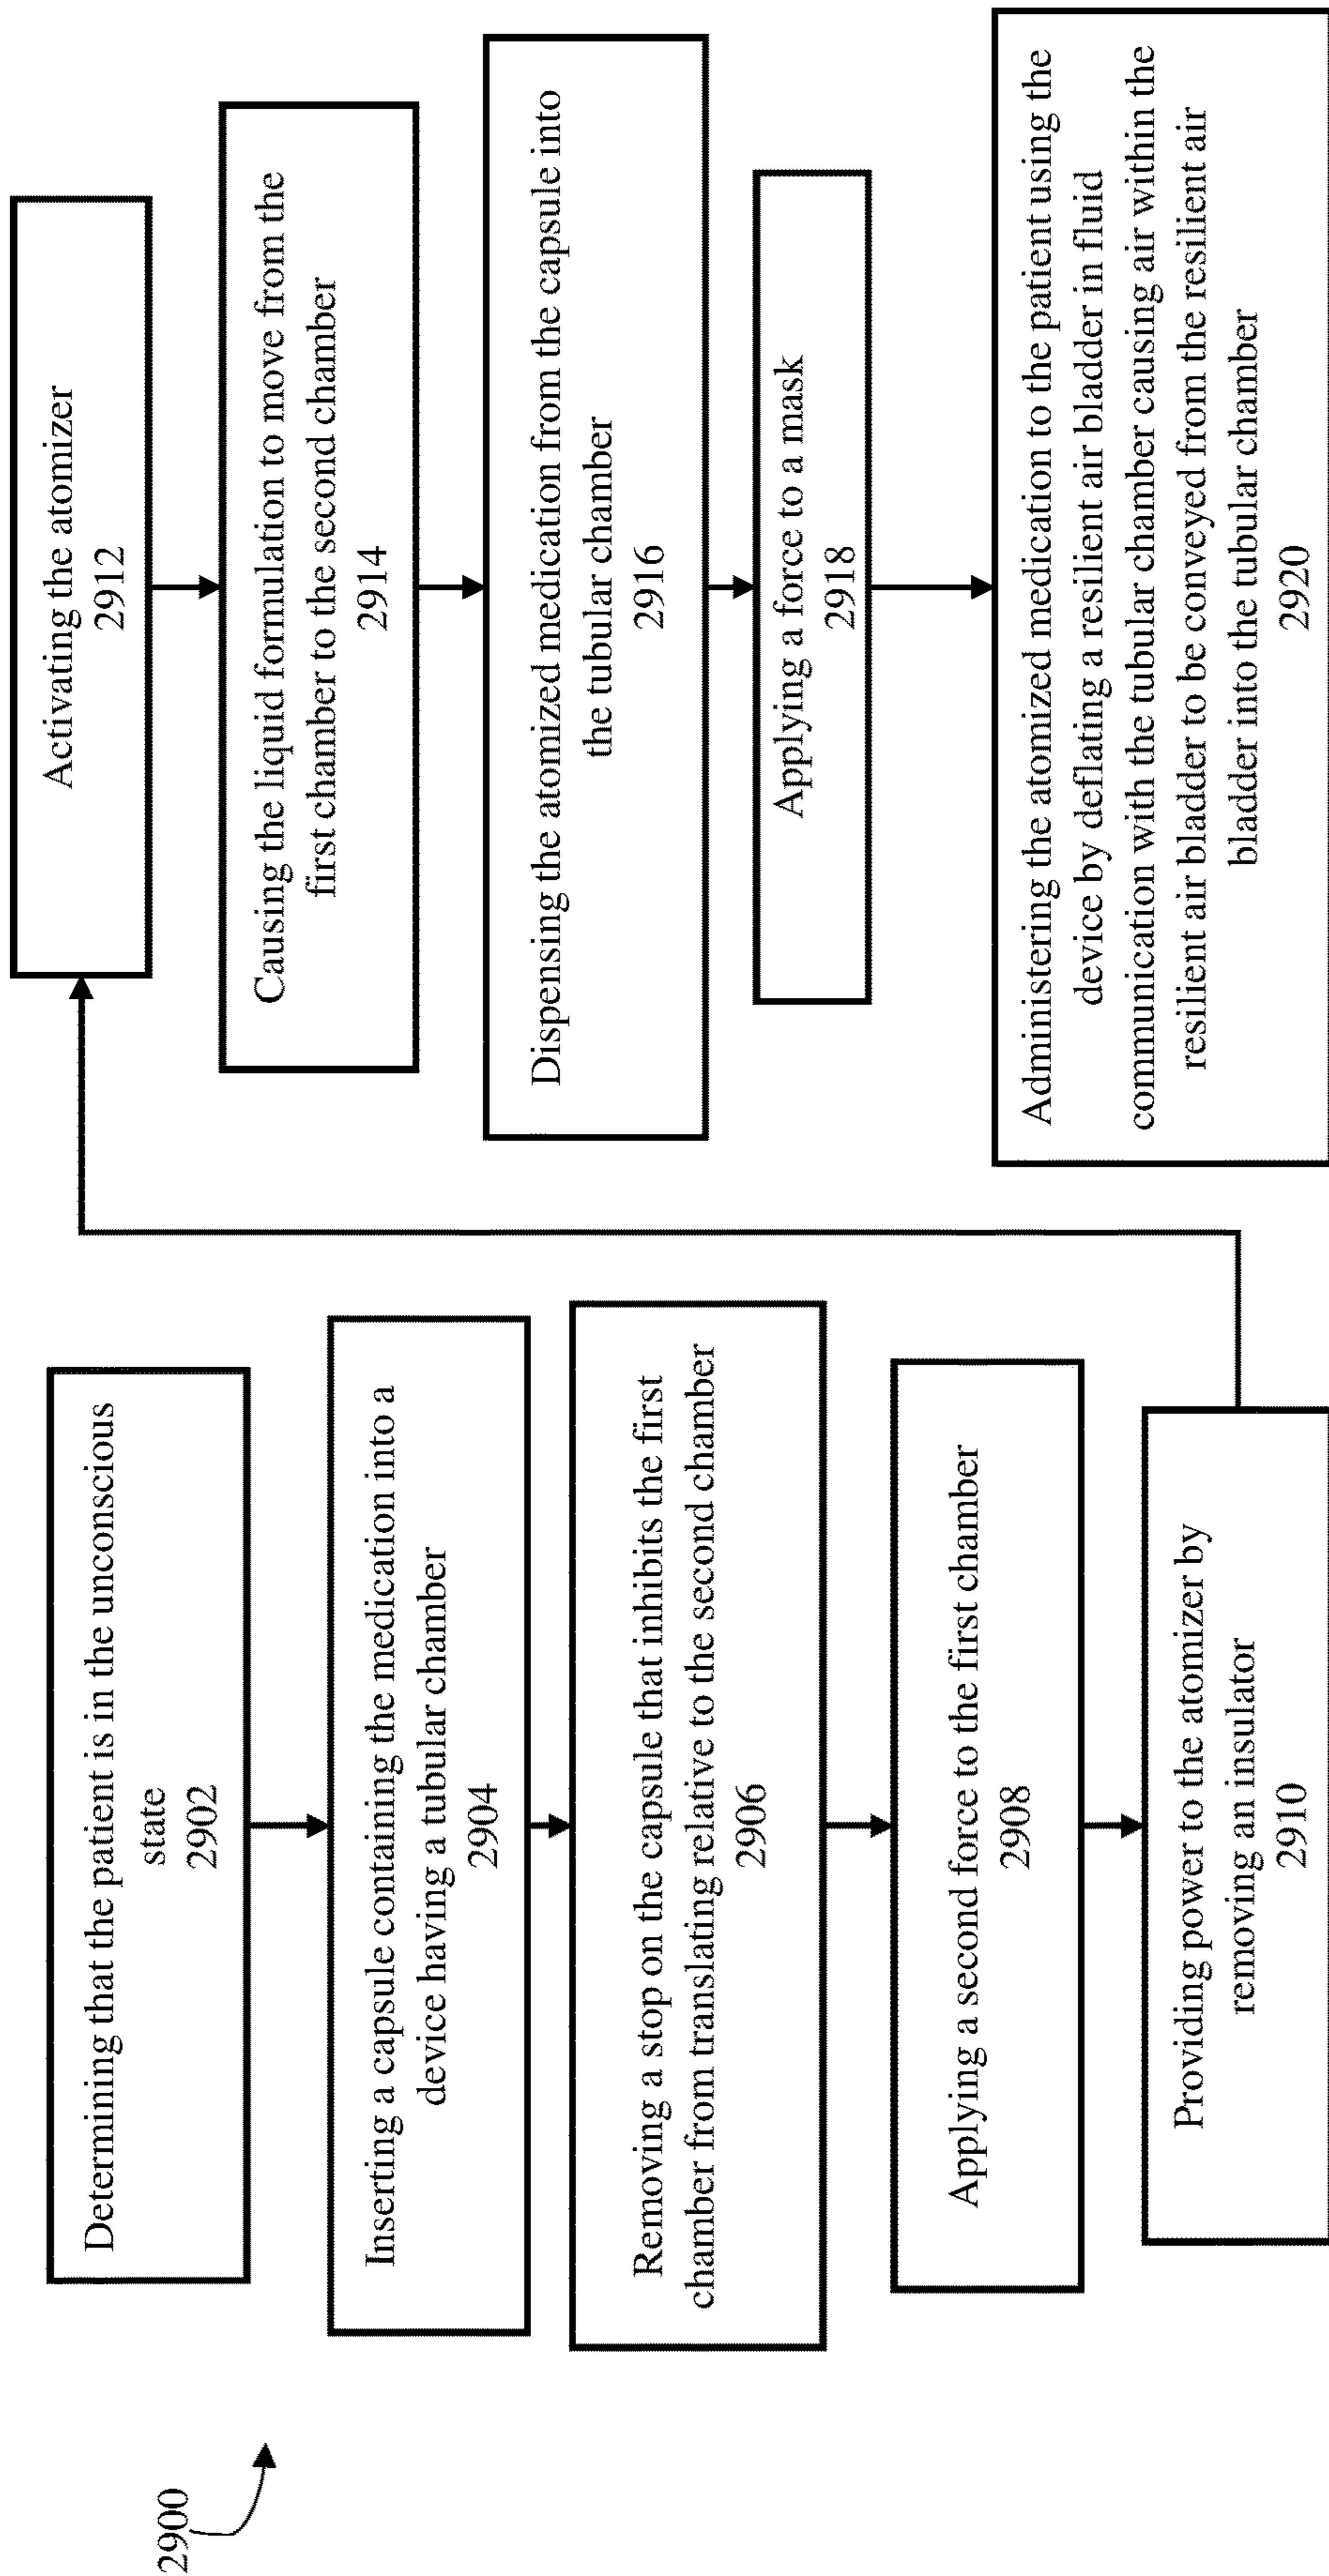 2900
Determining that the patient is in the unconscious
state
2902
Inserting a capsule containing the medication into a
device having a tubular chamber
2904
Removing a stop on the capsule that inhibits the first
chamber from translating relative to the second chamber
2906
Applying a second force to the first chamber
2908
Providing power to the atomizer by
removing an insulator
2910
Activating the atomizer
2912
Causing the liquid formulation to move from the
first chamber to the second chamber
2914
Dispensing the atomized medication from the capsule into
the tubular chamber
2916
Applying a force to a mask
2918
Administering the atomized medication to the patient using the
device by deflating a resilient air bladder in fluid
communication with the tubular chamber causing air within the
resilient air bladder to be conveyed from the resilient air
bladder into the tubular chamber
2920